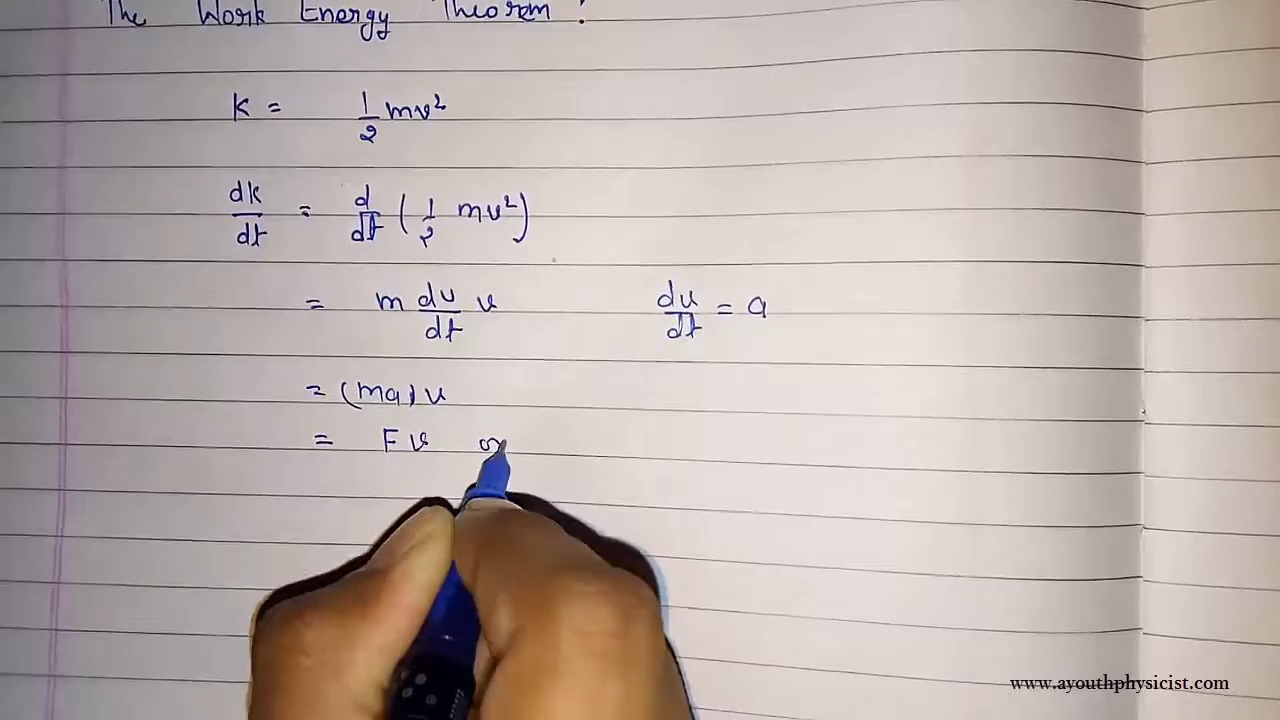 The Work Energy Theorem :
K = 1/2 mv²
dk/dt = d/dt (1/2 mv²)
= m dv/dt v dv/dt = a
= (ma) v
= F v
www.ayouthphysicist.com